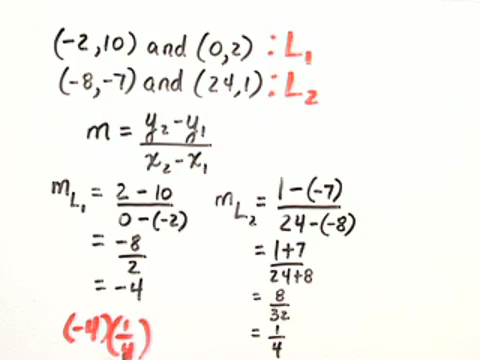 (-2,10) and (0,2) : L₁
(-8,-7) and (24,1) : L₂
m = y₂-y₁ / x₂-x₁
m_L₁ = 2-10 / 0-(-2)
= -8 / 2
= -4
(-4)(1/4)
m_L₂ = 1-(-7) / 24-(-8)
= 1+7 / 24+8
= 8 / 32
= 1 / 4